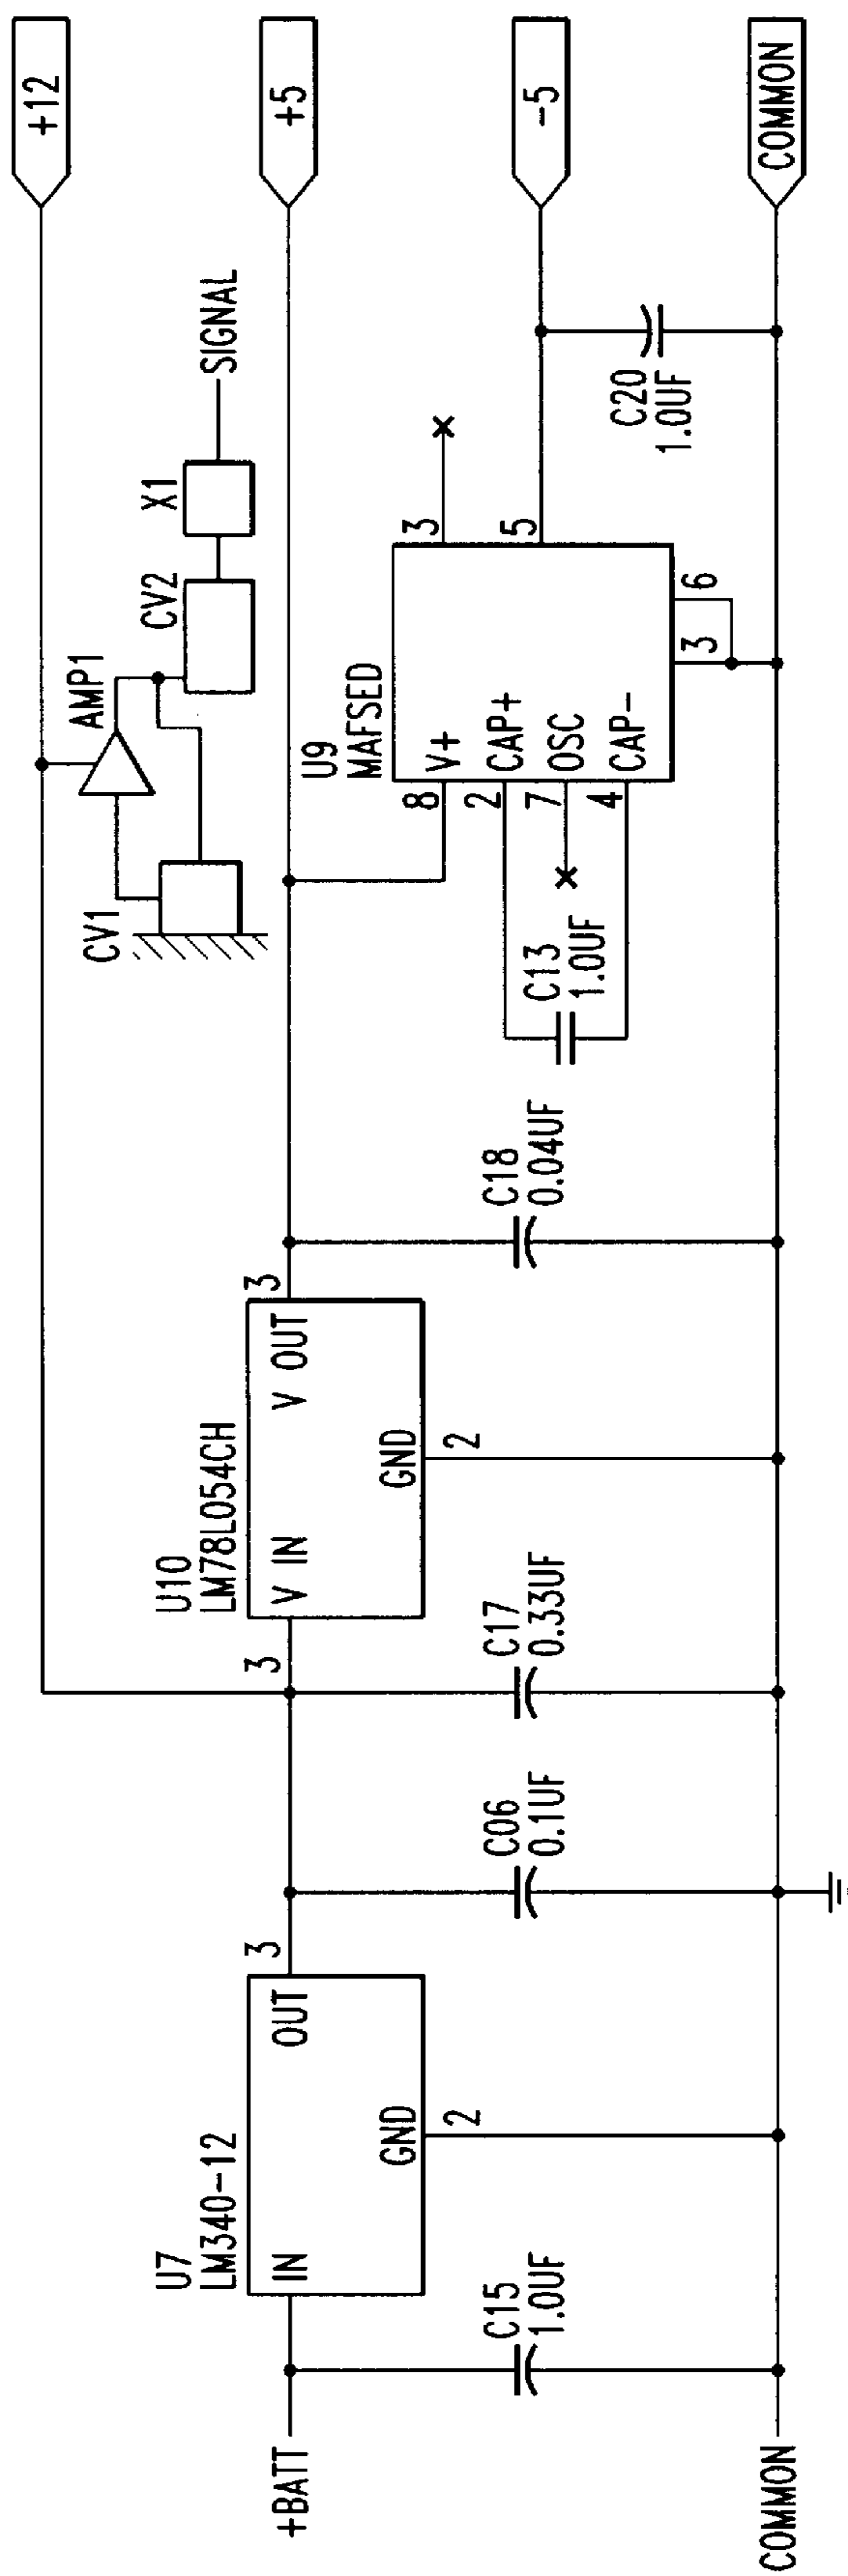 +12
+5
-5
COMMON
SIGNAL
X1
CV2
AMP1
CV1
C20
1.0UF
U9
MAFSED
V+
CAP+
OSC
CAP-
8
2
7
4
3
5
3
6
C13
1.0UF
C18
0.04UF
U10
LM78L054CH
V IN
V OUT
GND
3
3
2
C17
0.33UF
C06
0.1UF
U7
LM340-12
IN
OUT
GND
3
2
C15
1.0UF
+BATT
COMMON